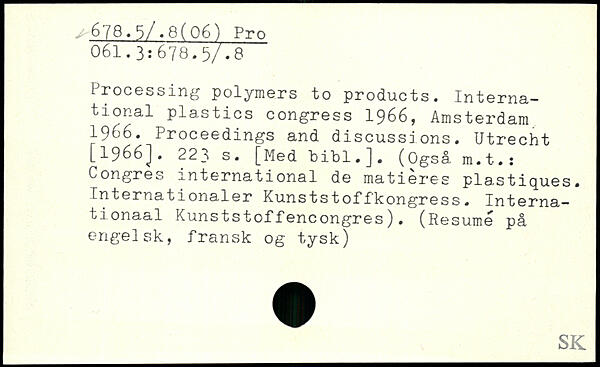 678.5/.8(06) Pro
061.3:678.5/.8
Processing polymers to products. Interna-
tional plastics congress 1966, Amsterdam
1966. Proceedings and discussions. Utrecht
[1966]. 223 s. [Med bibl.]. (Også m.t.:
Congrès international de matières plastiques.
Internationaler Kunststoffkongress. Interna-
tionaal Kunststoffencongres). (Resumé på
engelsk, fransk og tysk)
SK